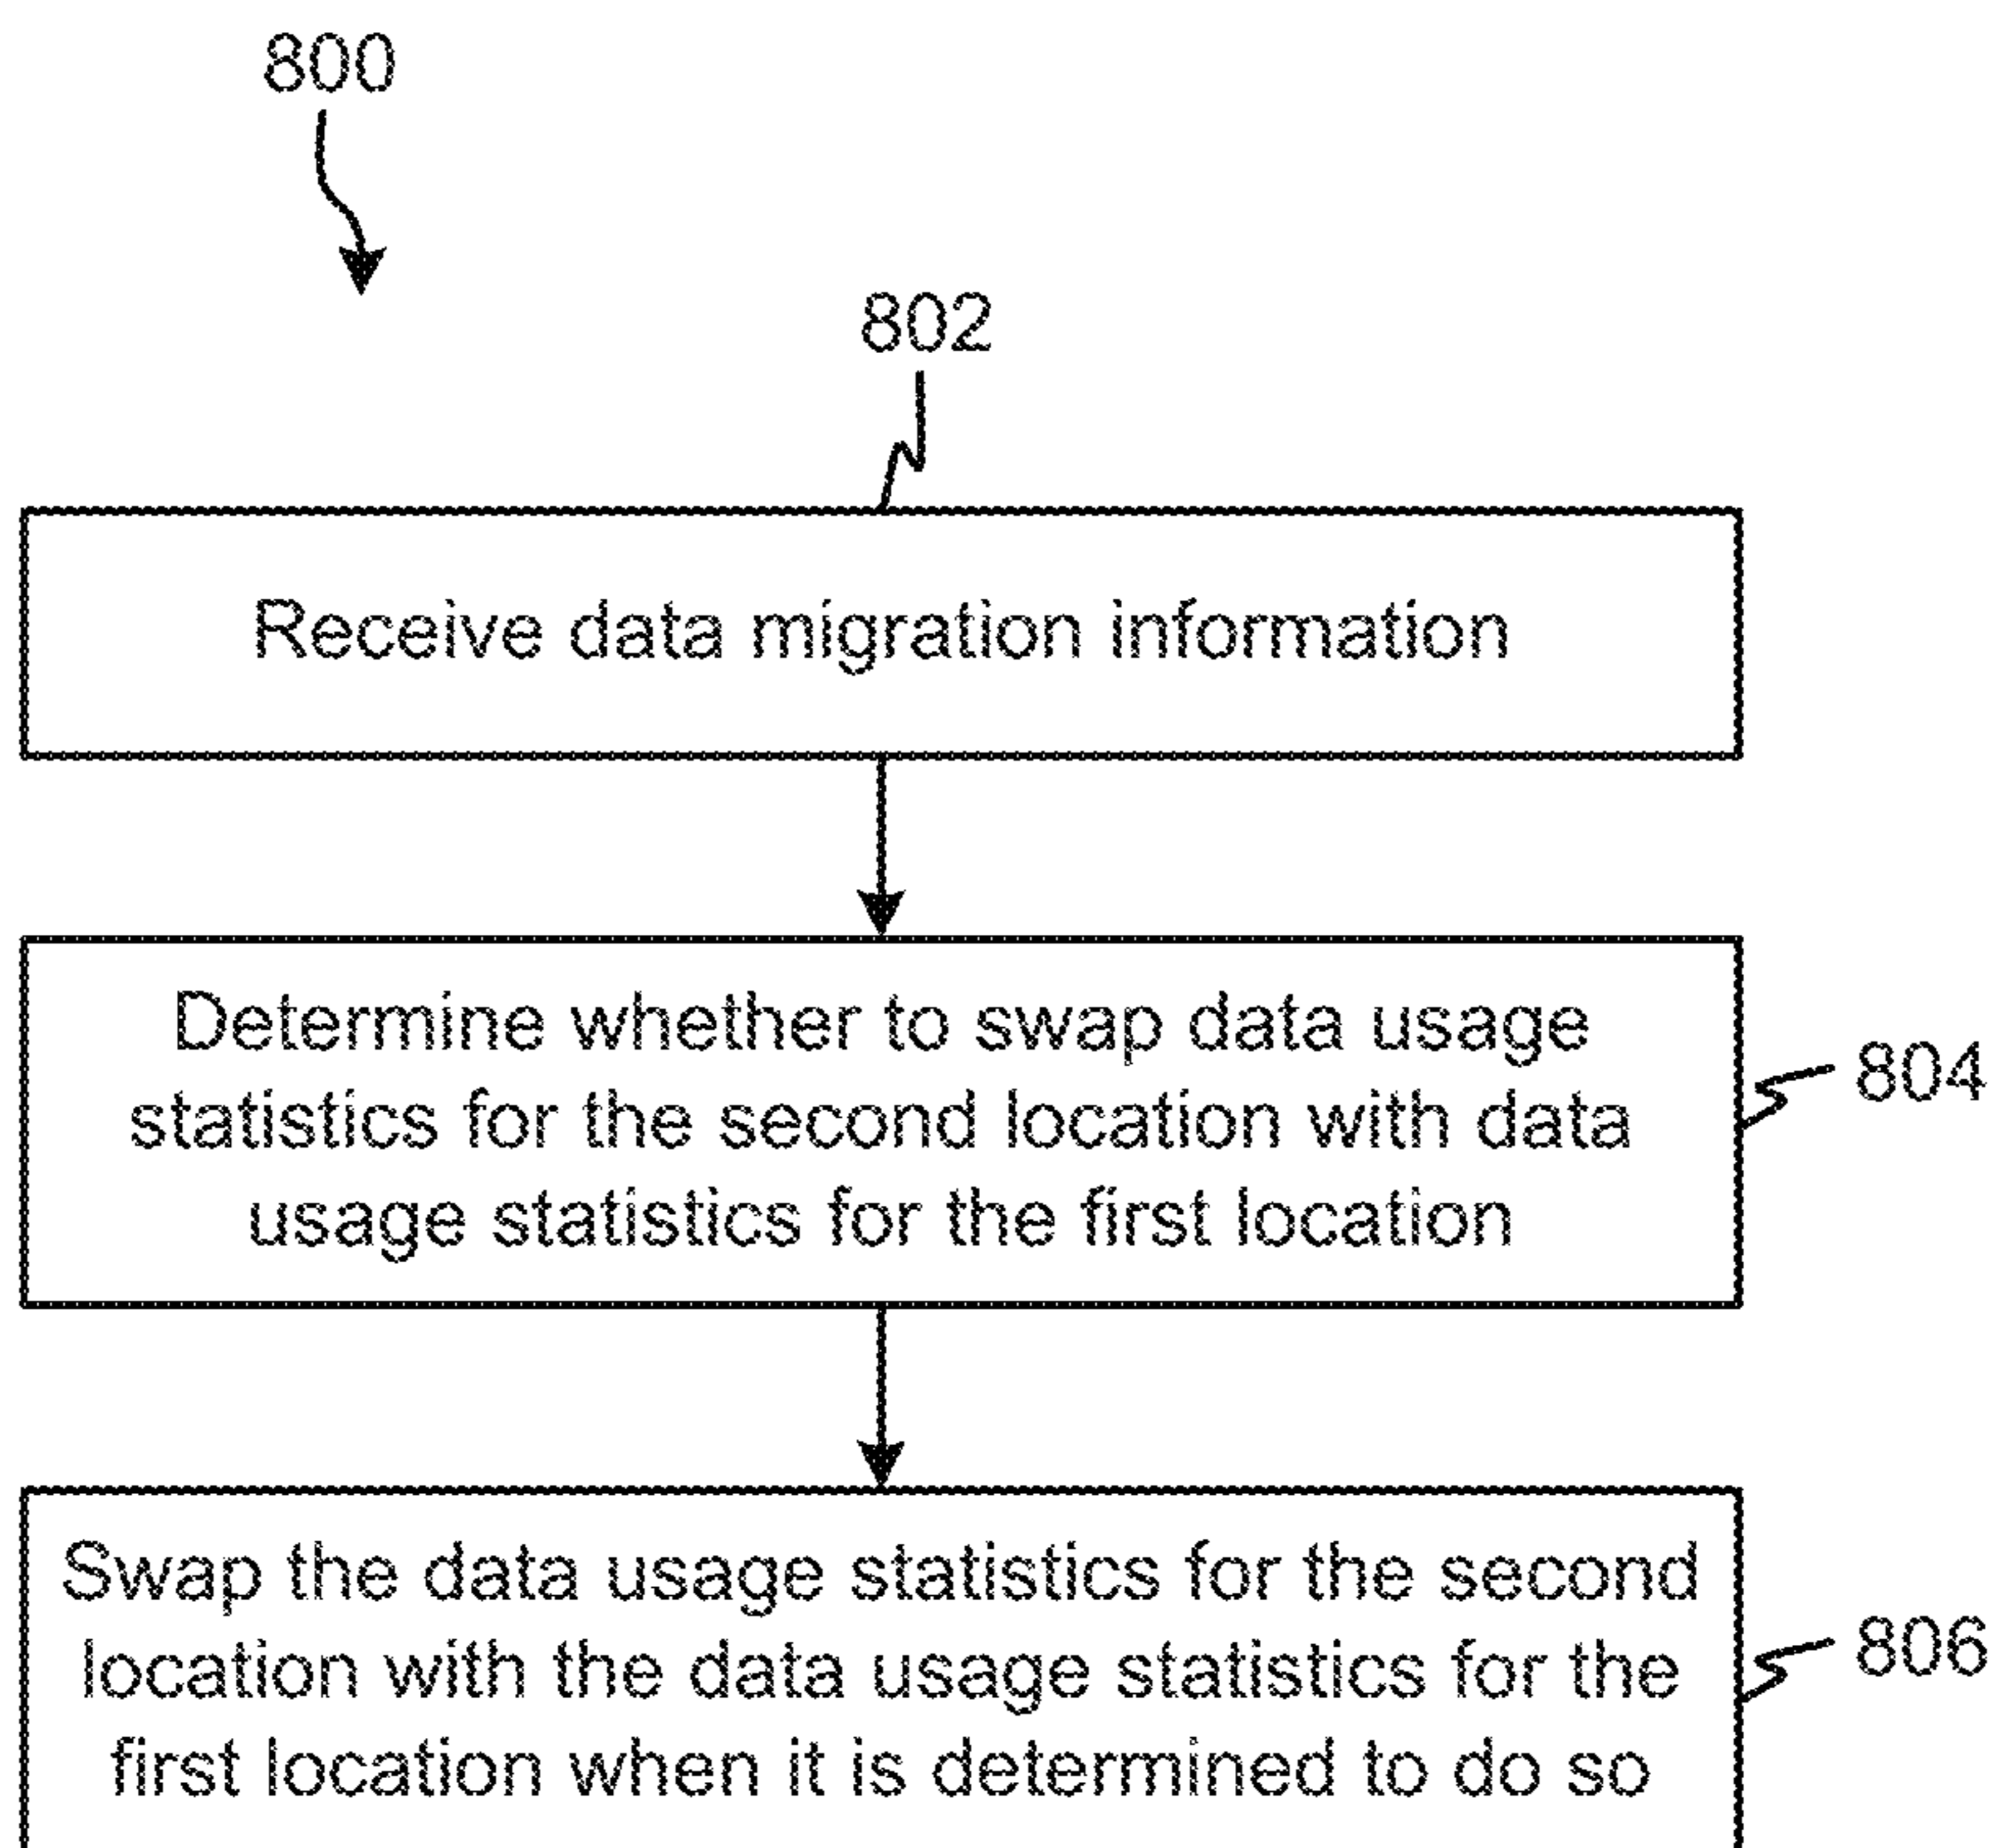 800
802
Receive data migration information
Determine whether to swap data usage
statistics for the second location with data
usage statistics for the first location
804
Swap the data usage statistics for the second
location with the data usage statistics for the
first location when it is determined to do so
806